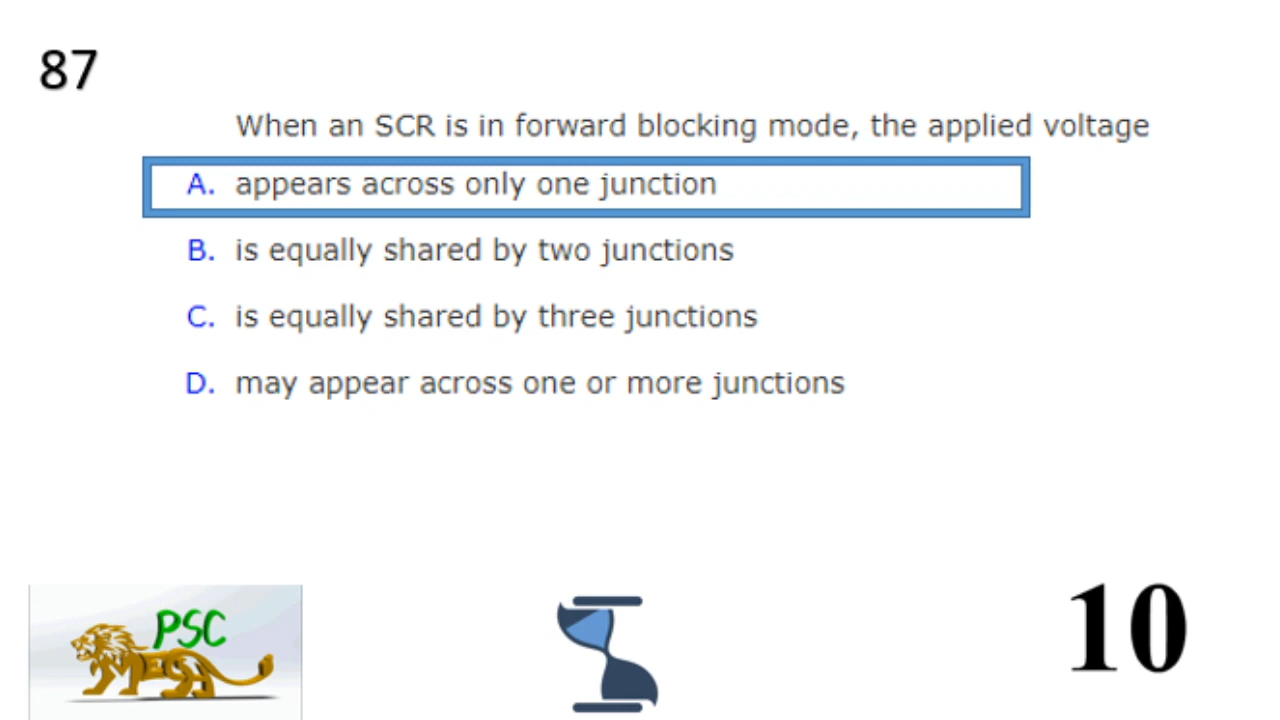 87
When an SCR is in forward blocking mode, the applied voltage
A. appears across only one junction
B. is equally shared by two junctions
C. is equally shared by three junctions
D. may appear across one or more junctions
PSC
10